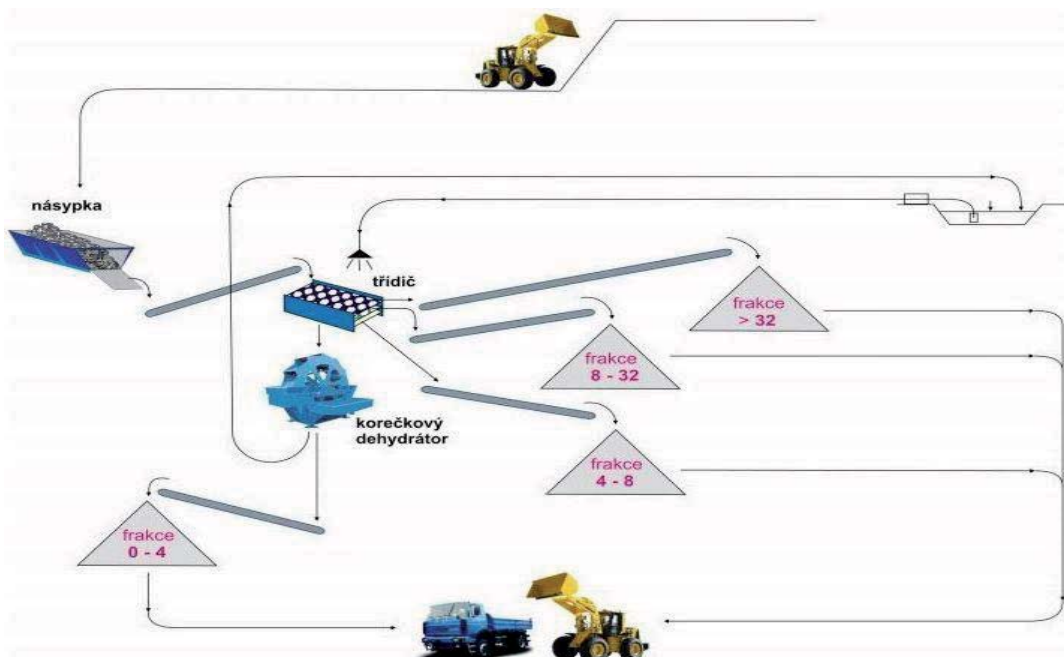 násypka
třídič
frakce
> 32
frakce
8 - 32
korečkový
dehydrátor
frakce
4 - 8
frakce
0 - 4